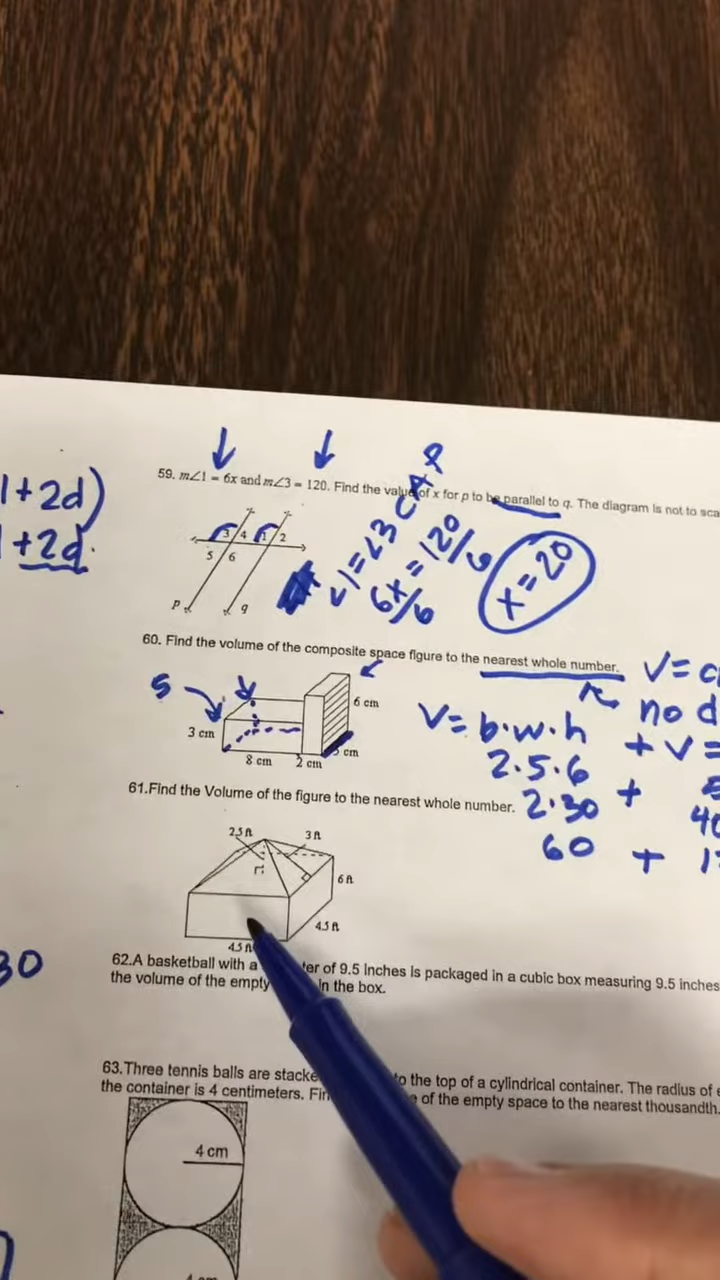 1+2d)
1+2d.
59. m∠1 = 6x and m∠3 = 120. Find the value of x for p to be parallel to q. The diagram is not to sca
3 4 1 2
5 6
p q
∠1=∠3 CAP
6x/6 = 120/6
x = 20
60. Find the volume of the composite space figure to the nearest whole number.
5
3 cm
8 cm
2 cm
6 cm
cm
V=
no d
V= b.w.h + V=
2.5.6 +
2.30
60 + 1
61.Find the Volume of the figure to the nearest whole number.
2.5 ft
3 ft
6 ft
4.5 ft
4.5 ft
30
62.A basketball with a ter of 9.5 Inches is packaged in a cubic box measuring 9.5 inches
the volume of the empty In the box.
63.Three tennis balls are stacke to the top of a cylindrical container. The radius of
the container is 4 centimeters. Fin of the empty space to the nearest thousandth.
4 cm